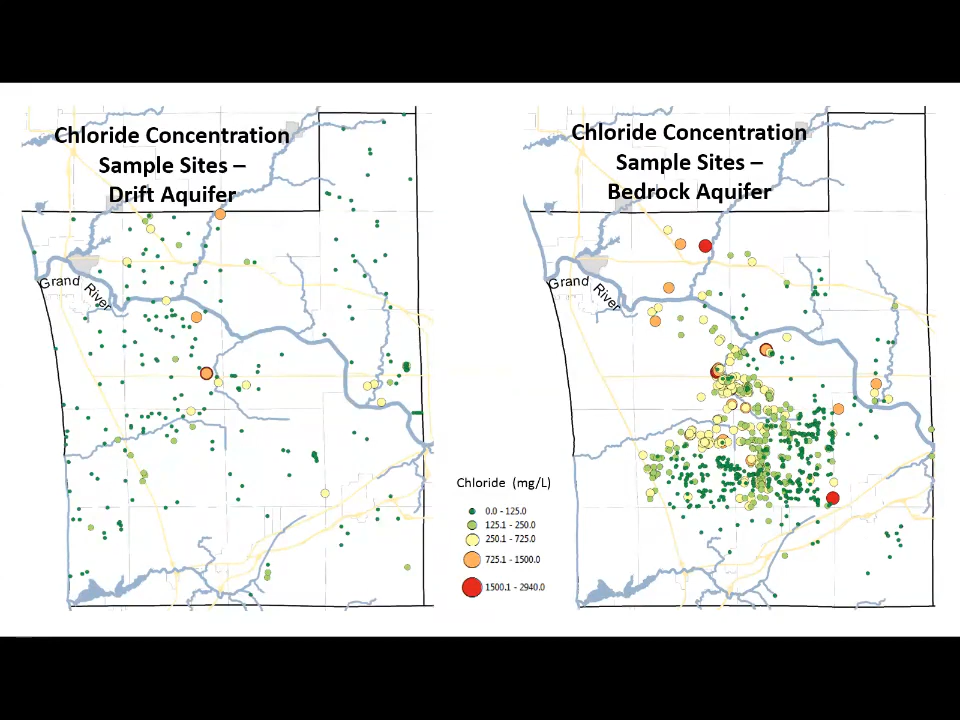 Chloride Concentration
Sample Sites –
Drift Aquifer
Grand River
Chloride Concentration
Sample Sites –
Bedrock Aquifer
Grand River
Chloride (mg/L)
0.0 - 125.0
125.1 - 250.0
250.1 - 725.0
725.1 - 1500.0
1500.1 - 2940.0